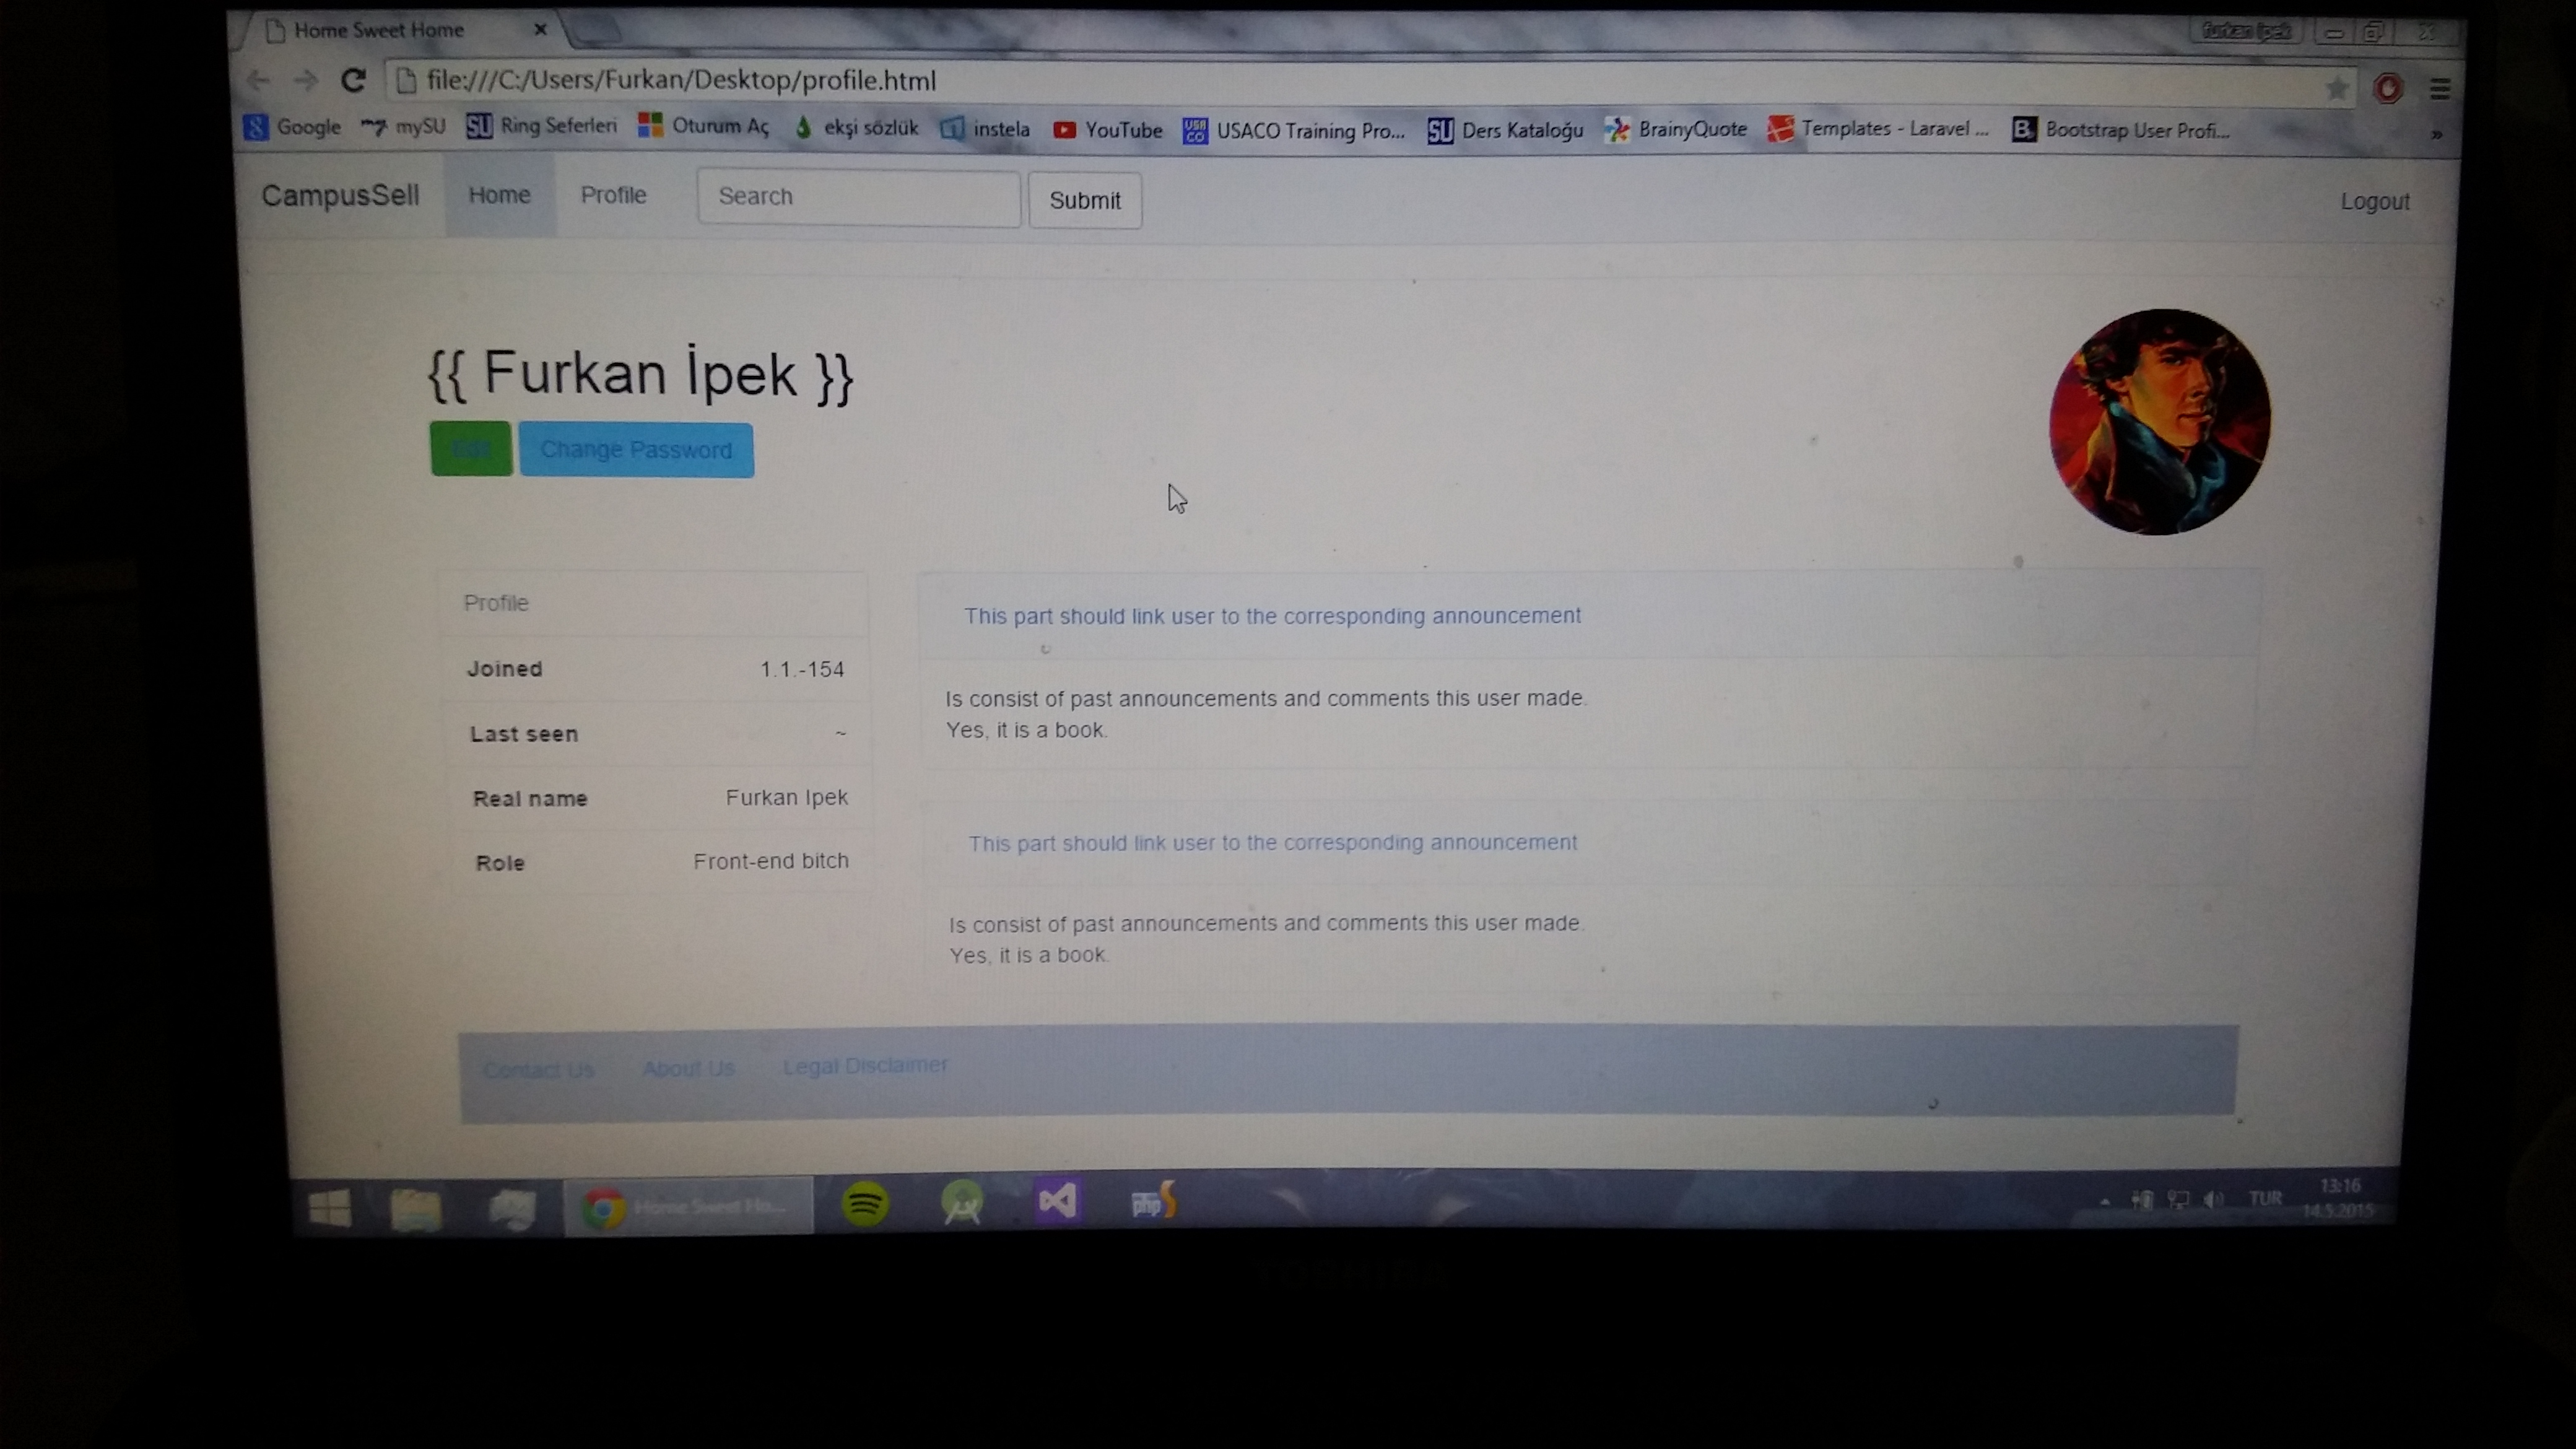 Home Sweet Home
furkan ipek
file:///C:/Users/Furkan/Desktop/profile.html
Google mySU SU Ring Seferleri Oturum Aç ekşi sözlük instela YouTube USACO USACO Training Pro... SU Ders Kataloğu BrainyQuote Templates - Laravel ... B Bootstrap User Profi... »
CampusSell Home Profile Search Submit Logout
{{ Furkan İpek }}
Edit Change Password
Profile
Joined 1.1.-154
Last seen ~
Real name Furkan Ipek
Role Front-end bitch
This part should link user to the corresponding announcement
Is consist of past announcements and comments this user made.
Yes, it is a book.
This part should link user to the corresponding announcement
Is consist of past announcements and comments this user made.
Yes, it is a book.
Contact Us About Us Legal Disclaimer
Home Sweet Ho... php TUR 13:16
14.5.2015
TOSHIBA